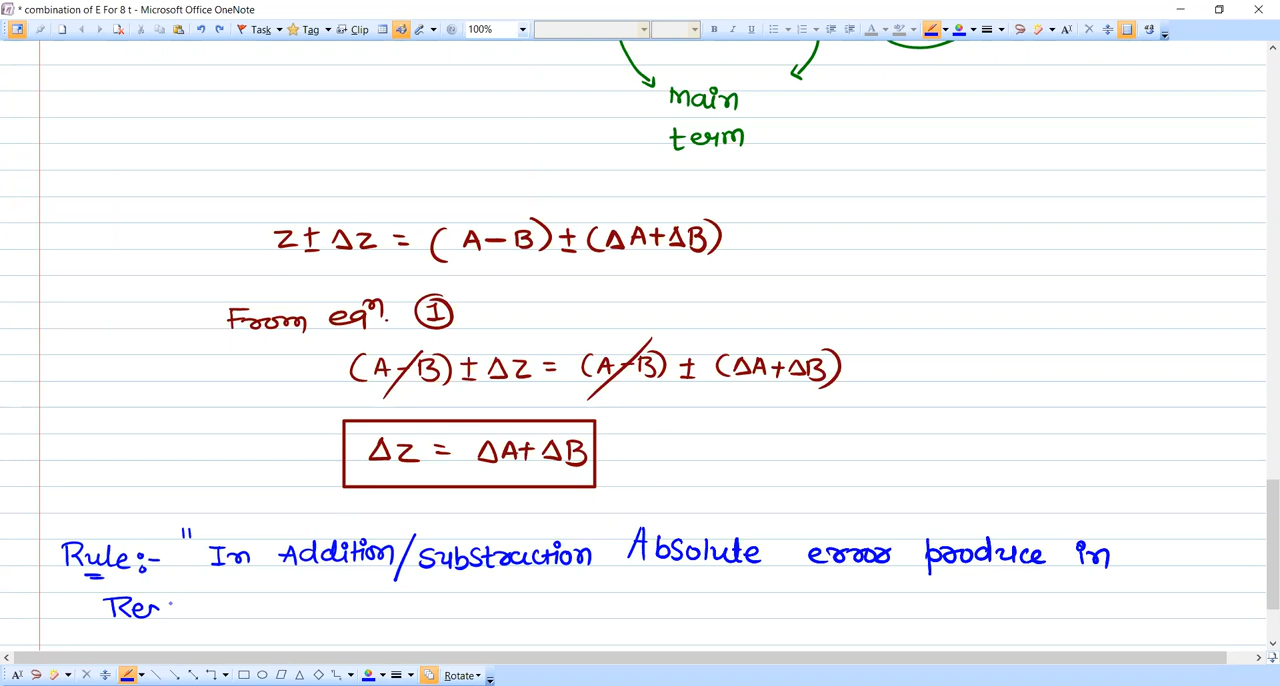 * combination of E For 8 t - Microsoft Office OneNote
Task Tag Clip 100% B I U
main
term
Z ± ΔZ = (A - B) ± (ΔA + ΔB)
From eqⁿ. ①
(A - B) ± ΔZ = (A - B) ± (ΔA + ΔB)
ΔZ = ΔA + ΔB
Rule:- " In Addition/substraction Absolute error produce in
Res
Rotate